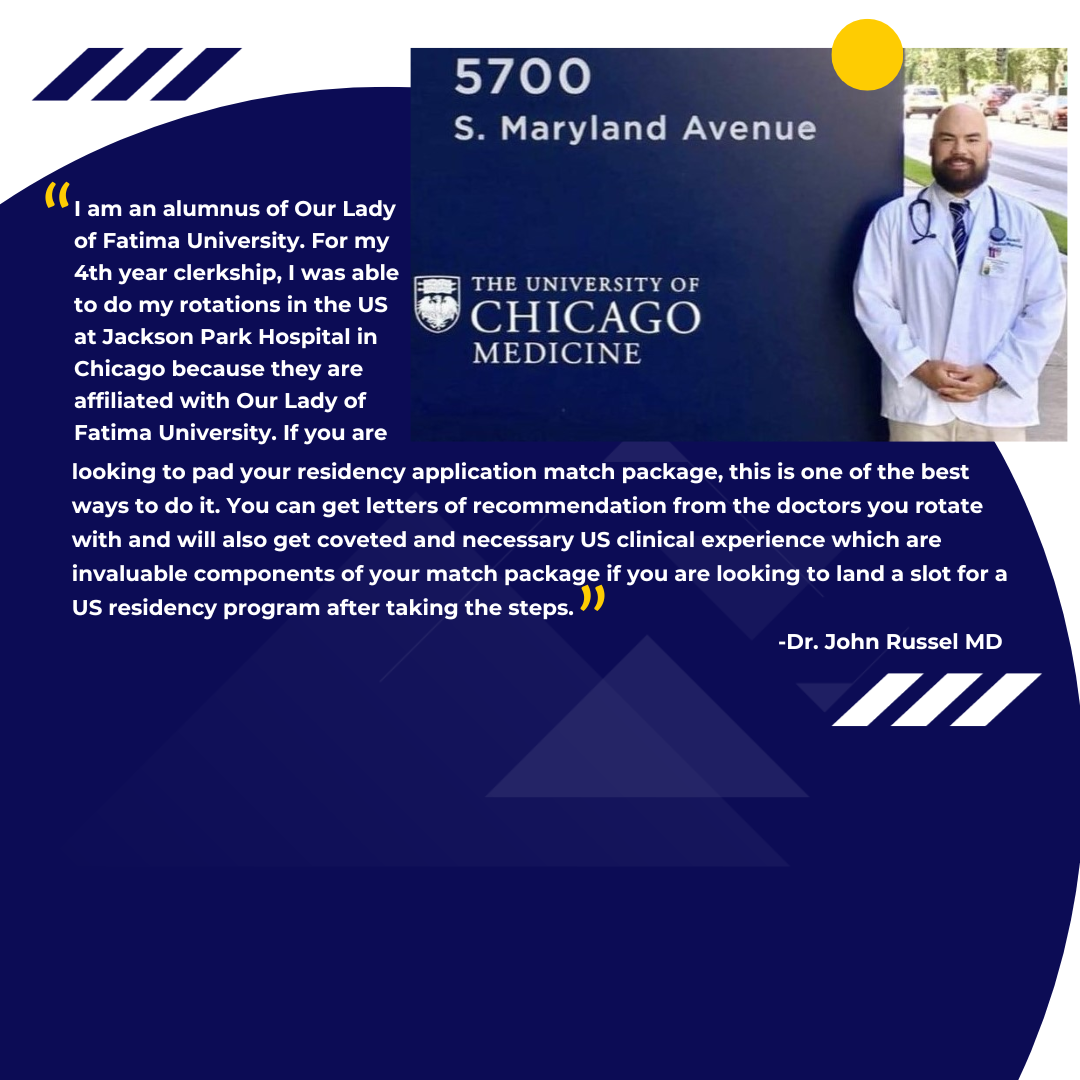 5700
S. Maryland Avenue
THE UNIVERSITY OF
CHICAGO
MEDICINE
“I am an alumnus of Our Lady
of Fatima University. For my
4th year clerkship, I was able
to do my rotations in the US
at Jackson Park Hospital in
Chicago because they are
affiliated with Our Lady of
Fatima University. If you are
looking to pad your residency application match package, this is one of the best
ways to do it. You can get letters of recommendation from the doctors you rotate
with and will also get coveted and necessary US clinical experience which are
invaluable components of your match package if you are looking to land a slot for a
US residency program after taking the steps.”
-Dr. John Russel MD